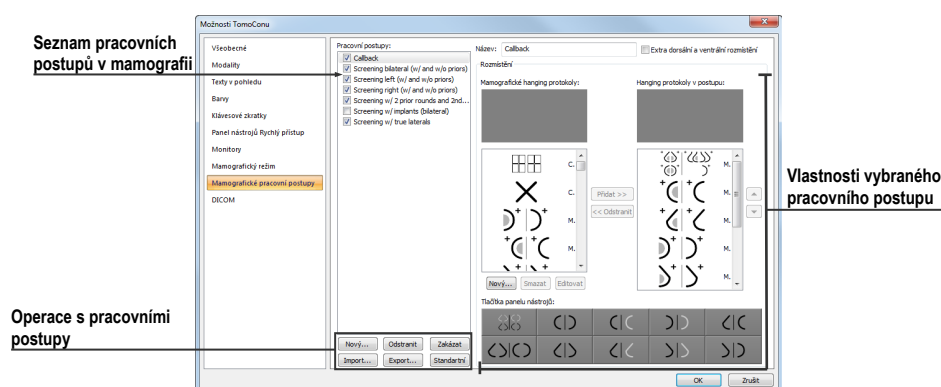 Možnosti TomoConu
Seznam pracovních
postupů v mamografii
Všeobecné
Modality
Texty v pohledu
Barvy
Klávesové zkratky
Panel nástrojů Rychlý přístup
Monitory
Mamografický režim
Mamografické pracovní postupy
DICOM
Pracovní postupy:
Callback
Screening bilateral (w/ and w/o priors)
Screening left (w/ and w/o priors)
Screening right (w/ and w/o priors)
Screening w/ 2 prior rounds and 2nd...
Screening w/ implants (bilateral)
Screening w/ true laterals
Název: Callback
Extra dorsální a ventrální rozmístění
Rozmístění
Mamografické hanging protokoly:
Hanging protokoly v postupu:
C.
C.
M.
M.
Přidat >>
<< Odstranit
M.
M.
M.
M.
Nový... Smazat Editovat
Tlačítka panelu nástrojů:
Vlastnosti vybraného
pracovního postupu
Operace s pracovními
postupy
Nový... Odstranit Zakázat
Import... Export... Standartní
OK Zrušit